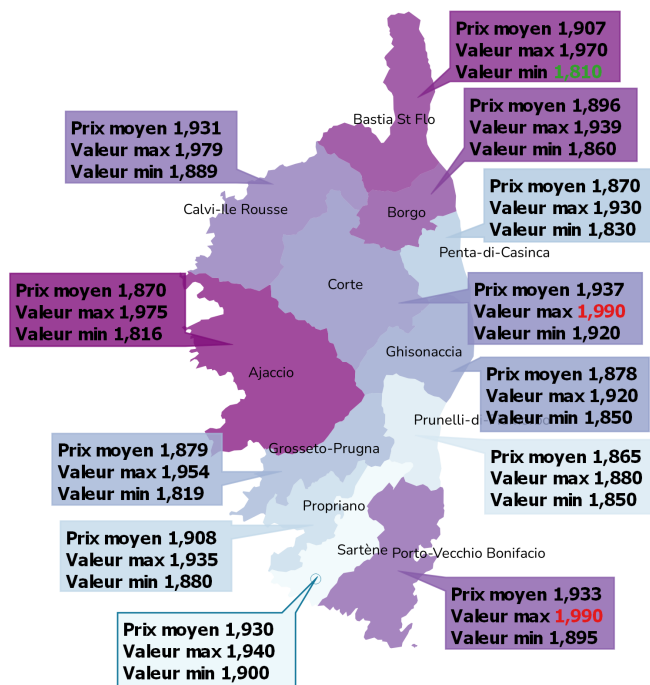 Prix moyen 1,907
Valeur max 1,970
Valeur min 1,810
Bastia St Flo
Prix moyen 1,896
Valeur max 1,939
Valeur min 1,860
Prix moyen 1,931
Valeur max 1,979
Valeur min 1,889
Calvi-Ile Rousse
Borgo
Prix moyen 1,870
Valeur max 1,930
Valeur min 1,830
Penta-di-Casinca
Corte
Prix moyen 1,937
Valeur max 1,990
Valeur min 1,920
Prix moyen 1,870
Valeur max 1,975
Valeur min 1,816
Ajaccio
Ghisonaccia
Prix moyen 1,878
Valeur max 1,920
Valeur min 1,850
Prunelli-d
Grosseto-Prugna
Prix moyen 1,879
Valeur max 1,954
Valeur min 1,819
Prix moyen 1,865
Valeur max 1,880
Valeur min 1,850
Propriano
Prix moyen 1,908
Valeur max 1,935
Valeur min 1,880
Sartène
Porto-Vecchio Bonifacio
Prix moyen 1,933
Valeur max 1,990
Valeur min 1,895
Prix moyen 1,930
Valeur max 1,940
Valeur min 1,900